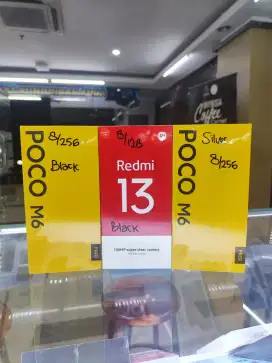 8/256
POCO M6
Black
8/128
Redmi
13
Black
108MP super-clear camera
Silver
POCO M6
8/256
Coffee